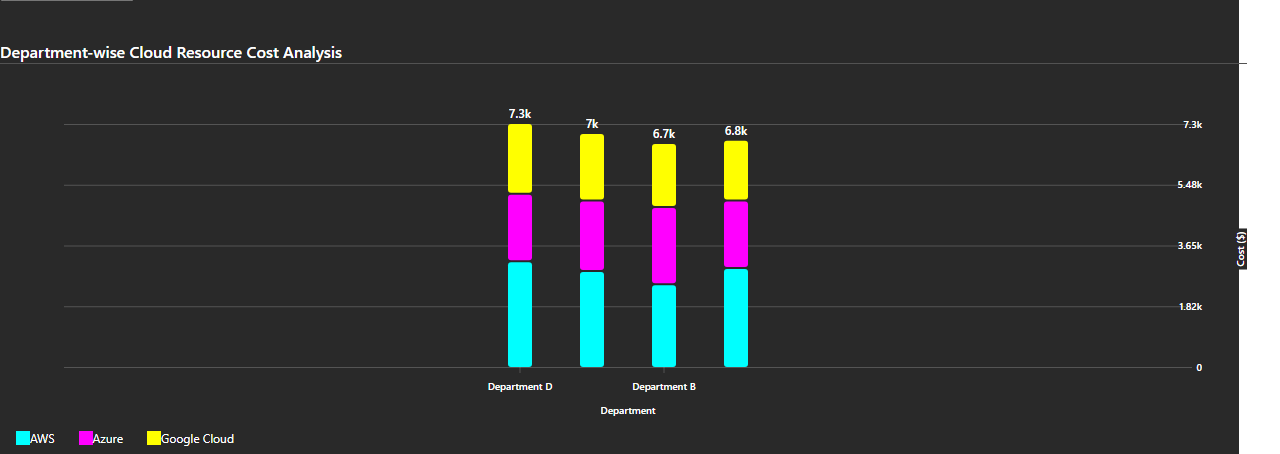 Department-wise Cloud Resource Cost Analysis
7.3k
7k
6.7k
6.8k
7.3k
5.48k
3.65k
1.82k
0
Cost ($)
Department D
Department B
Department
AWS
Azure
Google Cloud